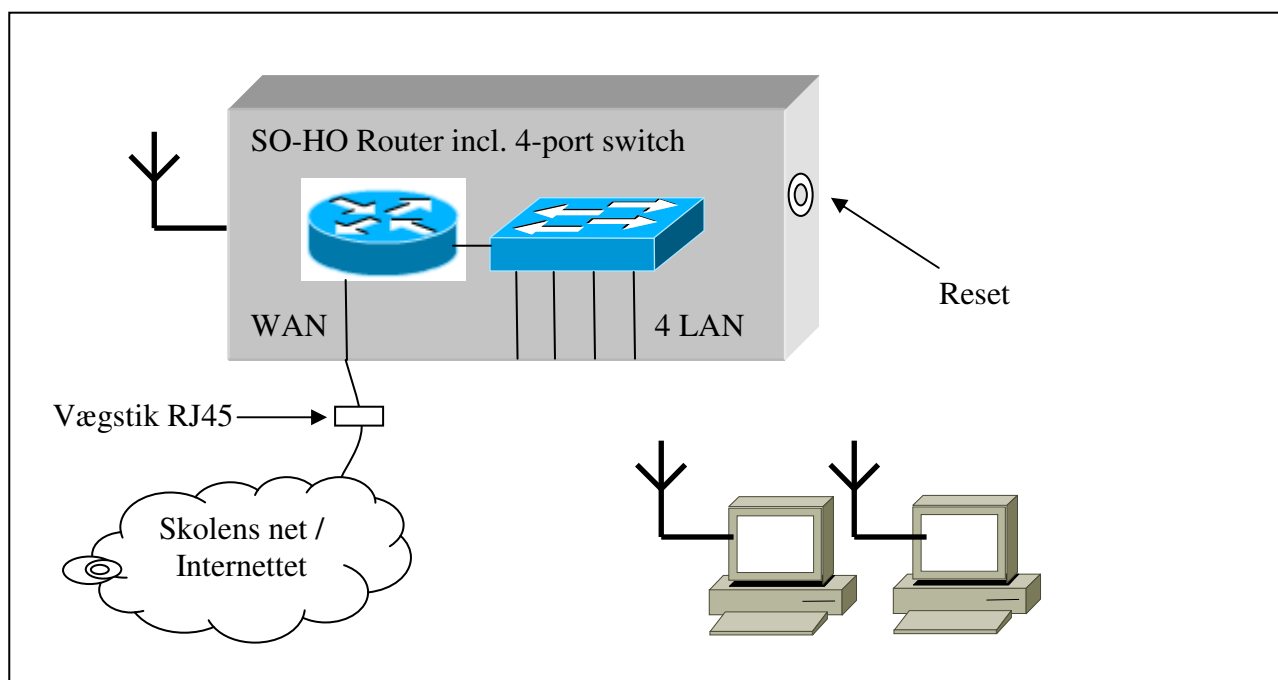 SO-HO Router incl. 4-port switch
Reset
WAN
4 LAN
Vægstik RJ45
Skolens net /
Internettet